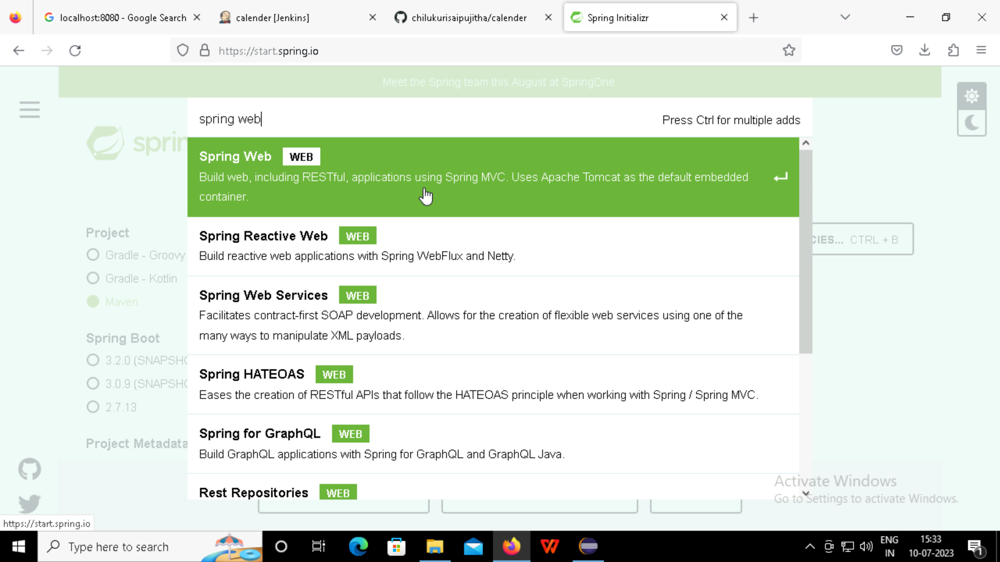 localhost:8080 - Google Search
calender [Jenkins]
chilukurisaipujitha/calender
Spring Initializr
https://start.spring.io
Meet the Spring team this August at SpringOne.
spring web
Press Ctrl for multiple adds
sprin
Spring Web WEB
Build web, including RESTful, applications using Spring MVC. Uses Apache Tomcat as the default embedded
container.
Project
Gradle - Groovy
Gradle - Kotlin
Maven
CIES... CTRL + B
Spring Reactive Web WEB
Build reactive web applications with Spring WebFlux and Netty.
Spring Web Services WEB
Facilitates contract-first SOAP development. Allows for the creation of flexible web services using one of the
many ways to manipulate XML payloads.
Spring Boot
3.2.0 (SNAPSHO
3.0.9 (SNAPSHO
2.7.13
Spring HATEOAS WEB
Eases the creation of RESTful APIs that follow the HATEOAS principle when working with Spring / Spring MVC.
Project Metadata
Spring for GraphQL WEB
Build GraphQL applications with Spring for GraphQL and GraphQL Java.
Rest Repositories WEB
Activate Windows
Go to Settings to activate Windows.
https://start.spring.io
Type here to search
ENG
IN
15:33
10-07-2023
1